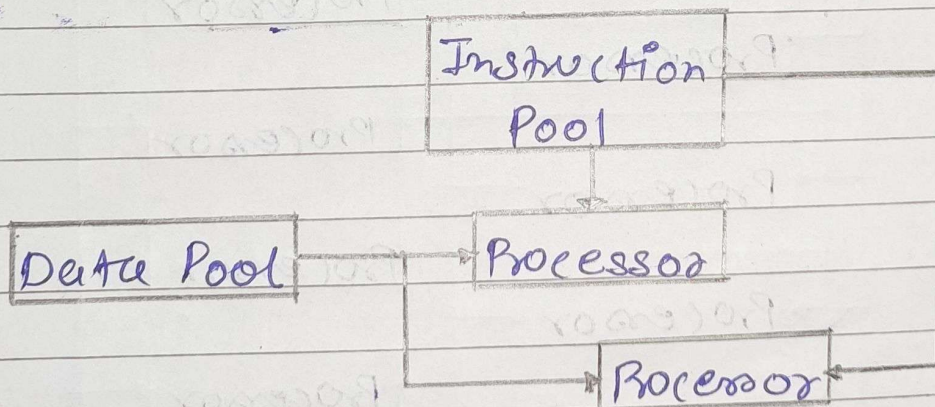 Instruction
Pool
Data Pool
Processor
Processor